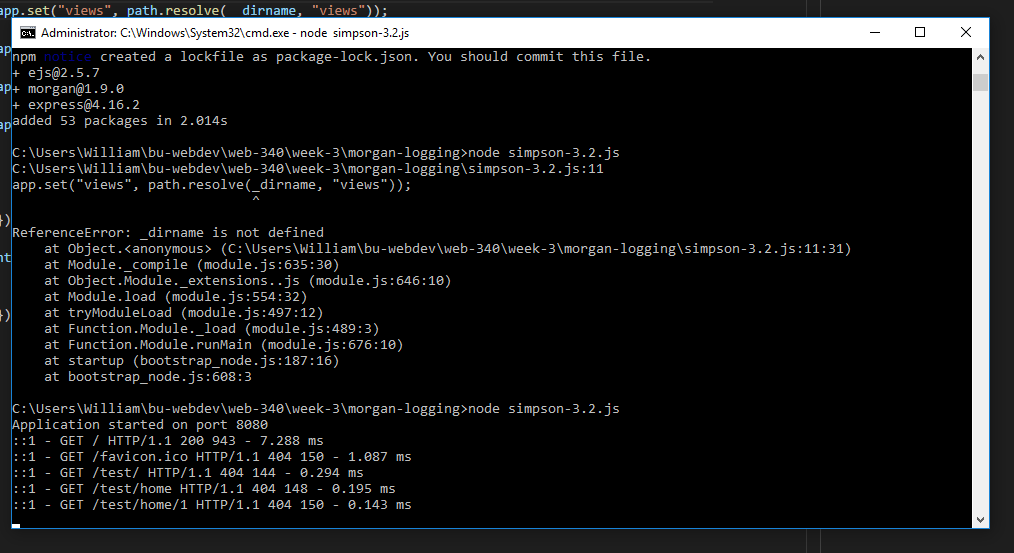 app.set("views", path.resolve(__dirname, "views"));
Administrator: C:\Windows\System32\cmd.exe - node simpson-3.2.js
npm notice created a lockfile as package-lock.json. You should commit this file.
+ ejs@2.5.7
+ morgan@1.9.0
+ express@4.16.2
added 53 packages in 2.014s
C:\Users\William\bu-webdev\web-340\week-3\morgan-logging>node simpson-3.2.js
C:\Users\William\bu-webdev\web-340\week-3\morgan-logging\simpson-3.2.js:11
app.set("views", path.resolve(_dirname, "views"));
^
ReferenceError: _dirname is not defined
at Object.<anonymous> (C:\Users\William\bu-webdev\web-340\week-3\morgan-logging\simpson-3.2.js:11:31)
at Module._compile (module.js:635:30)
at Object.Module._extensions..js (module.js:646:10)
at Module.load (module.js:554:32)
at tryModuleLoad (module.js:497:12)
at Function.Module._load (module.js:489:3)
at Function.Module.runMain (module.js:676:10)
at startup (bootstrap_node.js:187:16)
at bootstrap_node.js:608:3
C:\Users\William\bu-webdev\web-340\week-3\morgan-logging>node simpson-3.2.js
Application started on port 8080
::1 - GET / HTTP/1.1 200 943 - 7.288 ms
::1 - GET /favicon.ico HTTP/1.1 404 150 - 1.087 ms
::1 - GET /test/ HTTP/1.1 404 144 - 0.294 ms
::1 - GET /test/home HTTP/1.1 404 148 - 0.195 ms
::1 - GET /test/home/1 HTTP/1.1 404 150 - 0.143 ms